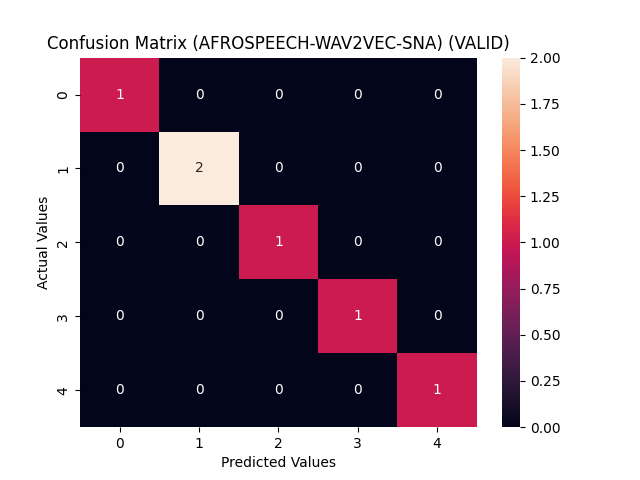 Confusion Matrix (AFROSPEECH-WAV2VEC-SNA) (VALID)
Actual Values
0 1 0 0 0 0
1 0 2 0 0 0
2 0 0 1 0 0
3 0 0 0 1 0
4 0 0 0 0 1
0 1 2 3 4
Predicted Values
2.00
1.75
1.50
1.25
1.00
0.75
0.50
0.25
0.00